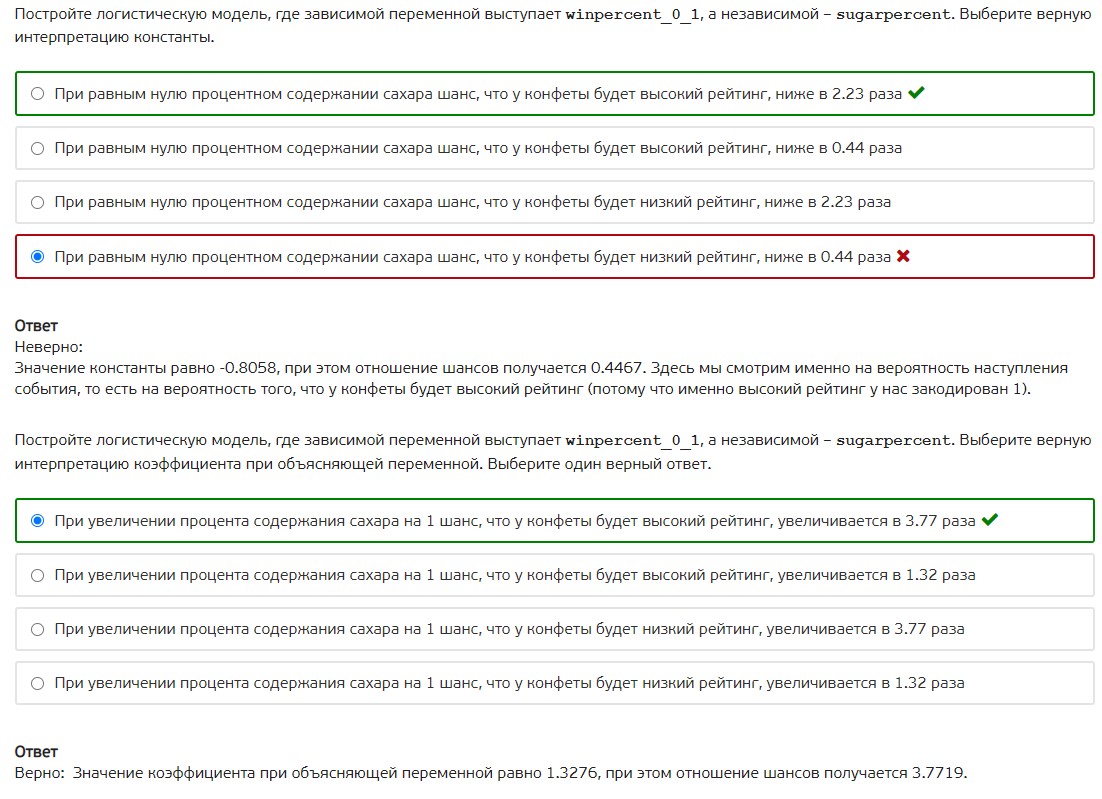 Постройте логистическую модель, где зависимой переменной выступает winpercent_0_1, а независимой – sugarpercent. Выберите верную
интерпретацию константы.
При равным нулю процентном содержании сахара шанс, что у конфеты будет высокий рейтинг, ниже в 2.23 раза
При равным нулю процентном содержании сахара шанс, что у конфеты будет высокий рейтинг, ниже в 0.44 раза
При равным нулю процентном содержании сахара шанс, что у конфеты будет низкий рейтинг, ниже в 2.23 раза
При равным нулю процентном содержании сахара шанс, что у конфеты будет низкий рейтинг, ниже в 0.44 раза
Ответ
Неверно:
Значение константы равно -0.8058, при этом отношение шансов получается 0.4467. Здесь мы смотрим именно на вероятность наступления
события, то есть на вероятность того, что у конфеты будет высокий рейтинг (потому что именно высокий рейтинг у нас закодирован 1).
Постройте логистическую модель, где зависимой переменной выступает winpercent_0_1, а независимой – sugarpercent. Выберите верную
интерпретацию коэффициента при объясняющей переменной. Выберите один верный ответ.
При увеличении процента содержания сахара на 1 шанс, что у конфеты будет высокий рейтинг, увеличивается в 3.77 раза
При увеличении процента содержания сахара на 1 шанс, что у конфеты будет высокий рейтинг, увеличивается в 1.32 раза
При увеличении процента содержания сахара на 1 шанс, что у конфеты будет низкий рейтинг, увеличивается в 3.77 раза
При увеличении процента содержания сахара на 1 шанс, что у конфеты будет низкий рейтинг, увеличивается в 1.32 раза
Ответ
Верно: Значение коэффициента при объясняющей переменной равно 1.3276, при этом отношение шансов получается 3.7719.